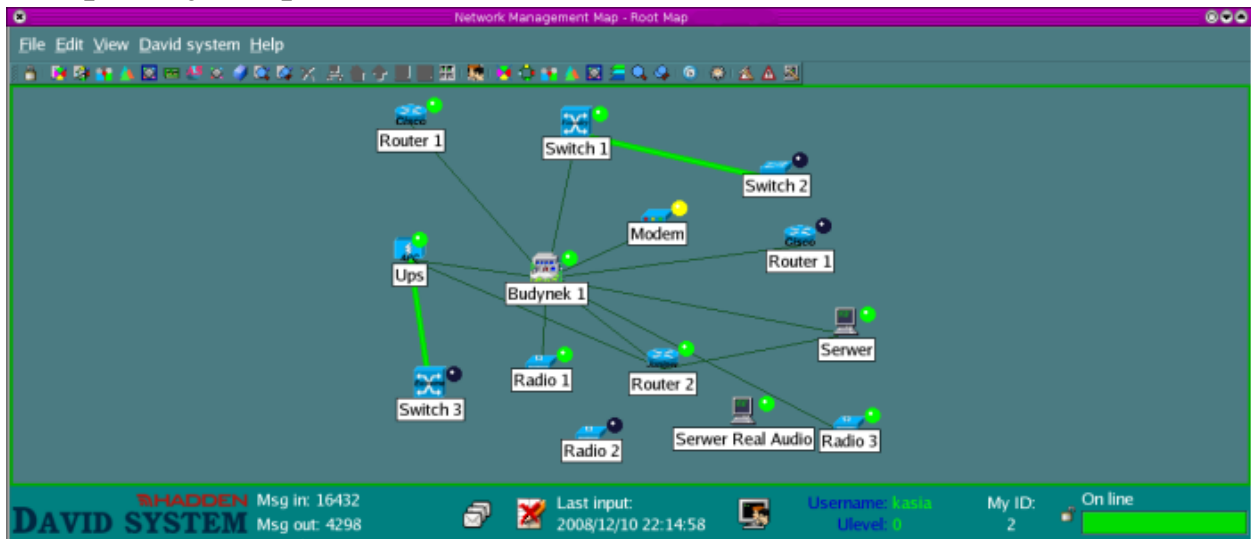 Network Management Map - Root Map
File Edit View David system Help
Cisco
Router 1
Switch 1
Switch 2
Modem
Cisco
Router 1
APC
Ups
Budynek 1
Serwer
Radio 1
Router 2
Switch 3
Serwer Real Audio
Radio 3
Radio 2
HADDEN
DAVID SYSTEM
Msg in: 16432
Msg out: 4298
Last input:
2008/12/10 22:14:58
Username: kasia
Ulevel: 0
My ID:
2
On line